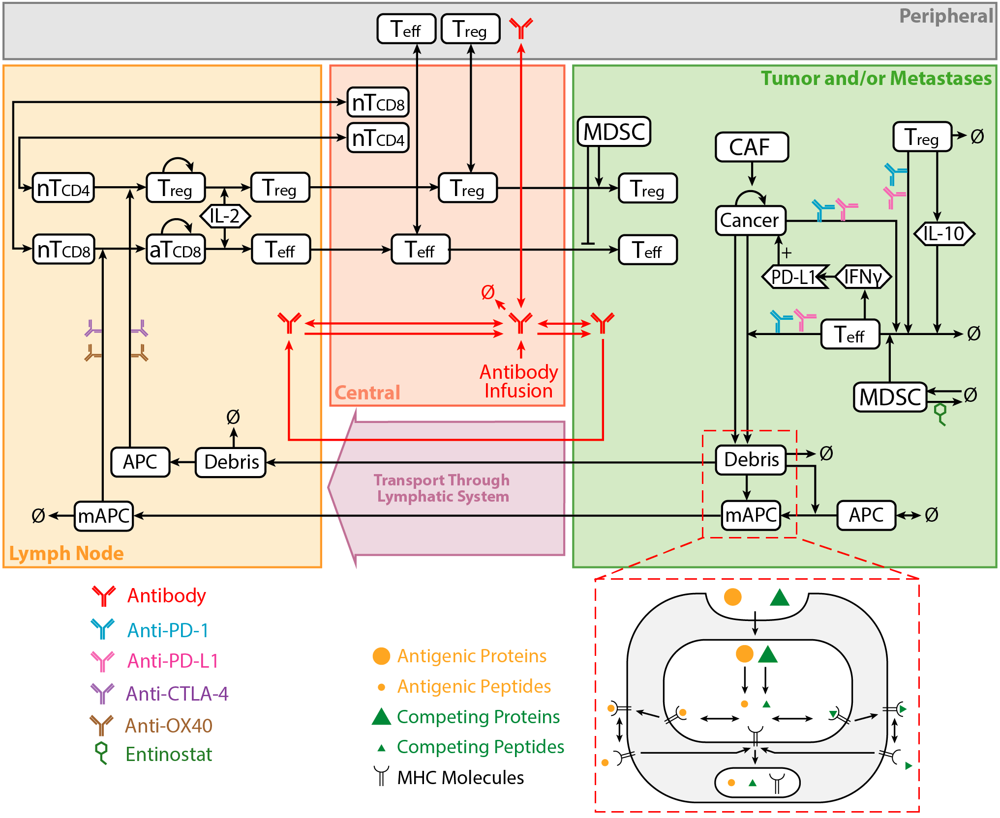 Peripheral
Teff
Treg
Tumor and/or Metastases
nTCD8
nTCD4
MDSC
CAF
Treg
Ø
nTCD4
Treg
Treg
Treg
Treg
IL-2
Cancer
IL-10
nTCD8
aTCD8
Teff
Teff
Teff
+
PD-L1
IFNγ
Ø
Teff
Ø
Antibody
Infusion
Central
MDSC
Ø
Ø
APC
Debris
Debris
Ø
Transport Through
Lymphatic System
Ø
mAPC
mAPC
APC
Ø
Lymph Node
Antibody
Anti-PD-1
Anti-PD-L1
Anti-CTLA-4
Anti-OX40
Entinostat
Antigenic Proteins
Antigenic Peptides
Competing Proteins
Competing Peptides
MHC Molecules